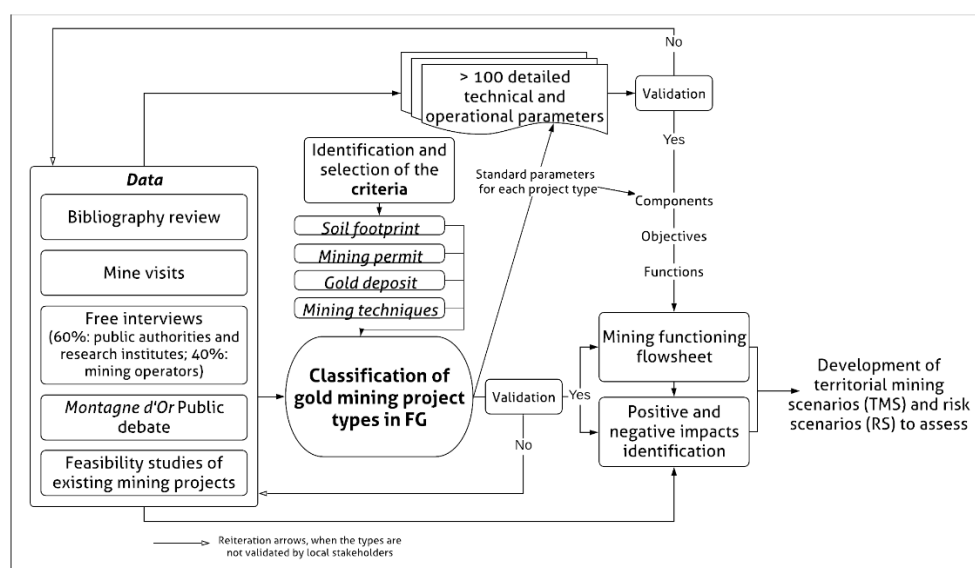 No
> 100 detailed
technical and
operational parameters
Validation
Yes
Identification and
selection of the
criteria
Standard parameters
for each project type
Soil footprint
Mining permit
Gold deposit
Mining techniques
Components
Objectives
Functions
Data
Bibliography review
Mine visits
Free interviews
(60%: public authorities and
research institutes; 40%:
mining operators)
Montagne d'Or Public
debate
Feasibility studies of
existing mining projects
Classification of
gold mining project
types in FG
Validation
Yes
No
Mining functioning
flowsheet
Positive and
negative impacts
identification
Development of
territorial mining
scenarios (TMS) and risk
scenarios (RS) to assess
Reiteration arrows, when the types are
not validated by local stakeholders